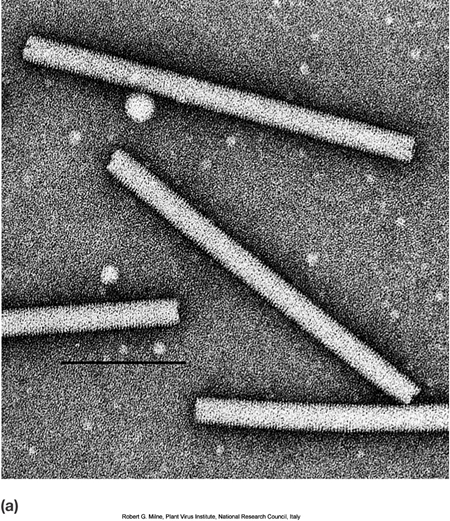 (a)
Robert G. Milne, Plant Virus Institute, National Research Council, Italy